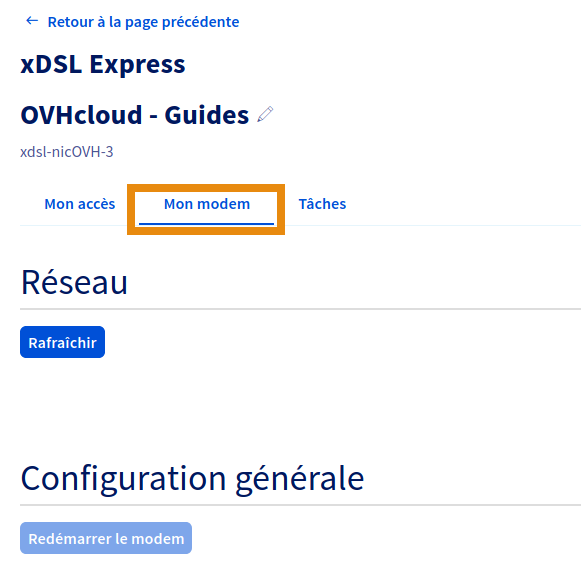 ← Retour à la page précédente
xDSL Express
OVHcloud - Guides
xdsl-nicOVH-3
Mon accès Mon modem Tâches
Réseau
Rafraîchir
Configuration générale
Redémarrer le modem